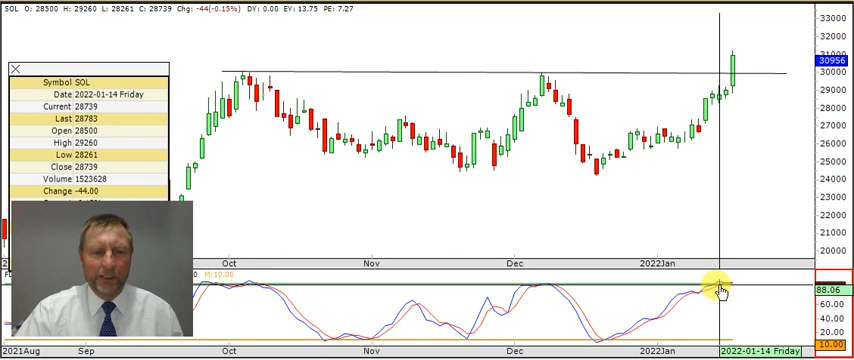 SOL O: 28500 H: 29260 L: 28261 C: 28739 Chg: -44(-0.15%) DV: 0.00 EV: 13.75 PE: 7.27
33000
32000
30956
30000
29000
28000
27000
26000
25000
24000
23000
22000
21000
20000
Symbol SOL
Date 2022-01-14 Friday
Current 28739
Last 28783
Open 28500
High 29260
Low 28261
Close 28739
Volume 1523628
Change -44.00
2
Oct
Nov
Dec
2022Jan
M:10.00
88.06
60.00
40.00
20.00
10.00
2021Aug
Sep
Oct
Nov
Dec
2022-01-14 Friday